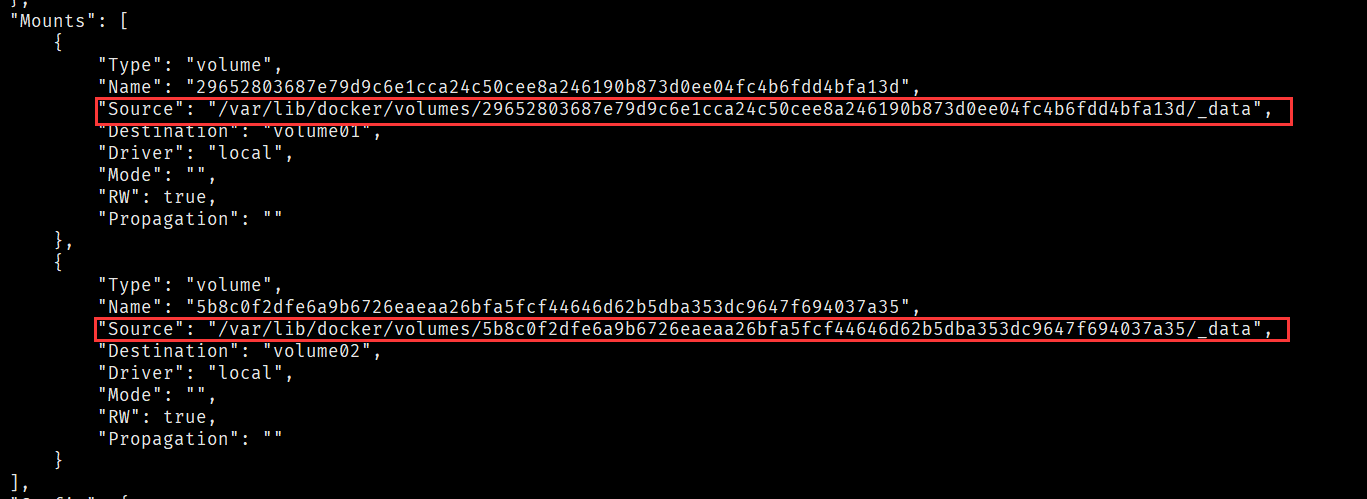 },
"Mounts": [
{
"Type": "volume",
"Name": "29652803687e79d9c6e1cca24c50cee8a246190b873d0ee04fc4b6fdd4bfa13d",
"Source": "/var/lib/docker/volumes/29652803687e79d9c6e1cca24c50cee8a246190b873d0ee04fc4b6fdd4bfa13d/_data",
"Destination": "volume01",
"Driver": "local",
"Mode": "",
"RW": true,
"Propagation": ""
},
{
"Type": "volume",
"Name": "5b8c0f2dfe6a9b6726eaeaa26bfa5fcf44646d62b5dba353dc9647f694037a35",
"Source": "/var/lib/docker/volumes/5b8c0f2dfe6a9b6726eaeaa26bfa5fcf44646d62b5dba353dc9647f694037a35/_data",
"Destination": "volume02",
"Driver": "local",
"Mode": "",
"RW": true,
"Propagation": ""
}
],